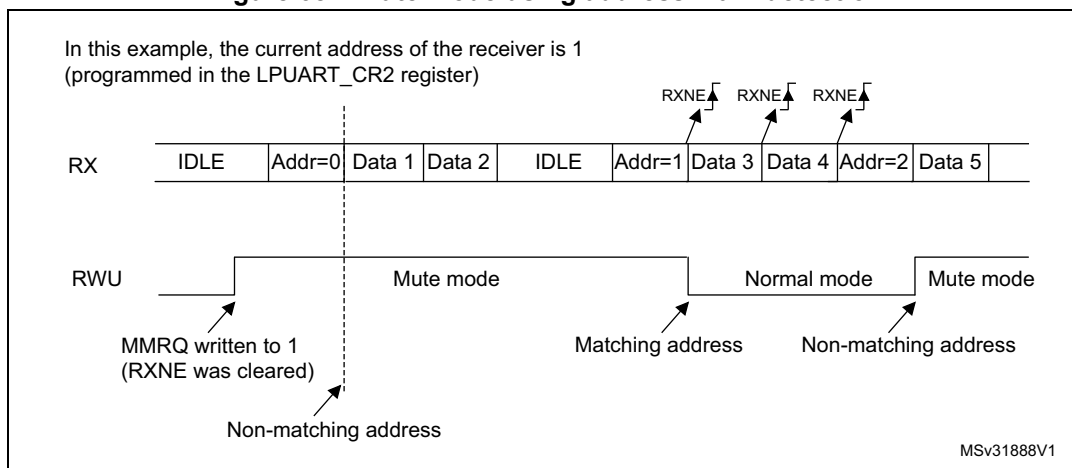 In this example, the current address of the receiver is 1
(programmed in the LPUART_CR2 register)
RXNE RXNE RXNE
RX IDLE Addr=0 Data 1 Data 2 IDLE Addr=1 Data 3 Data 4 Addr=2 Data 5
RWU Mute mode Normal mode Mute mode
MMRQ written to 1 Matching address Non-matching address
(RXNE was cleared)
Non-matching address
MSv31888V1